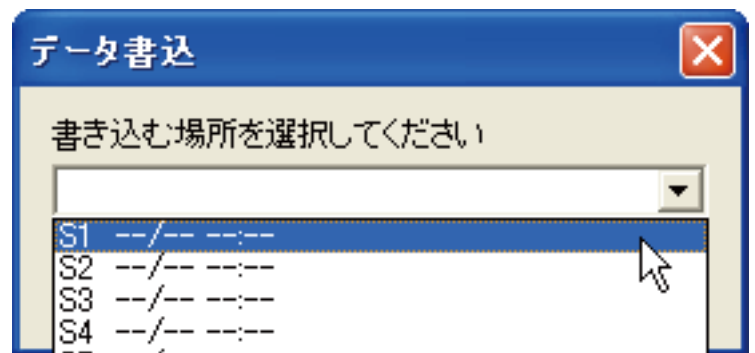 データ書込
書き込む場所を選択してください
S1 --/-- --:--
S2 --/-- --:--
S3 --/-- --:--
S4 --/-- --:--